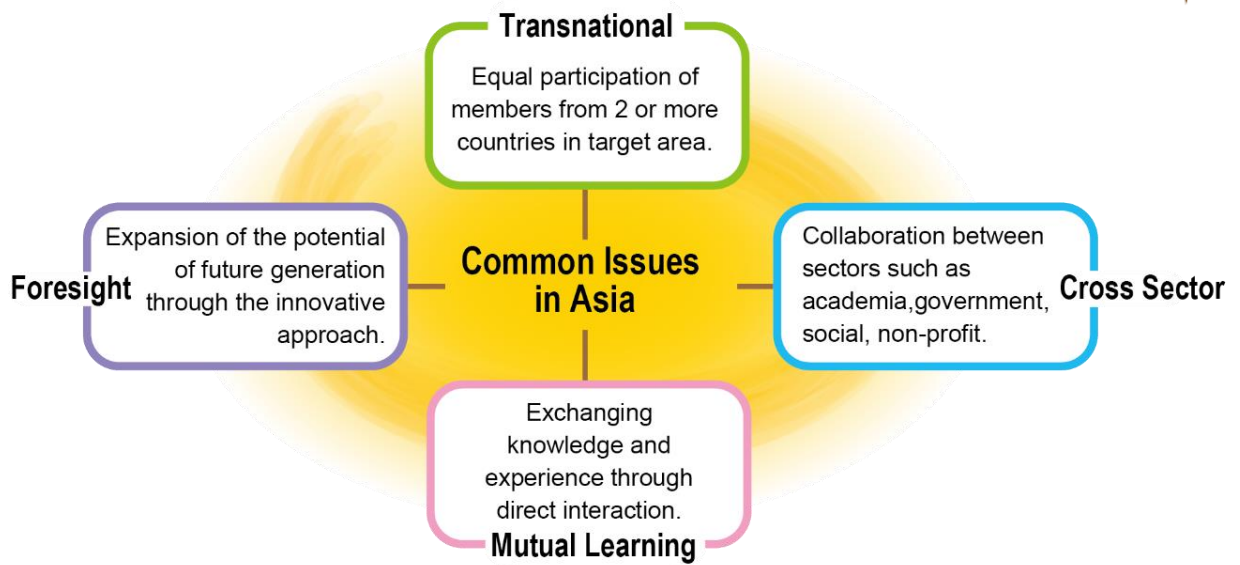 Transnational
Equal participation of
members from 2 or more
countries in target area.
Foresight
Expansion of the potential
of future generation
through the innovative
approach.
Common Issues
in Asia
Collaboration between
sectors such as
academia,government,
social, non-profit.
Cross Sector
Exchanging
knowledge and
experience through
direct interaction.
Mutual Learning